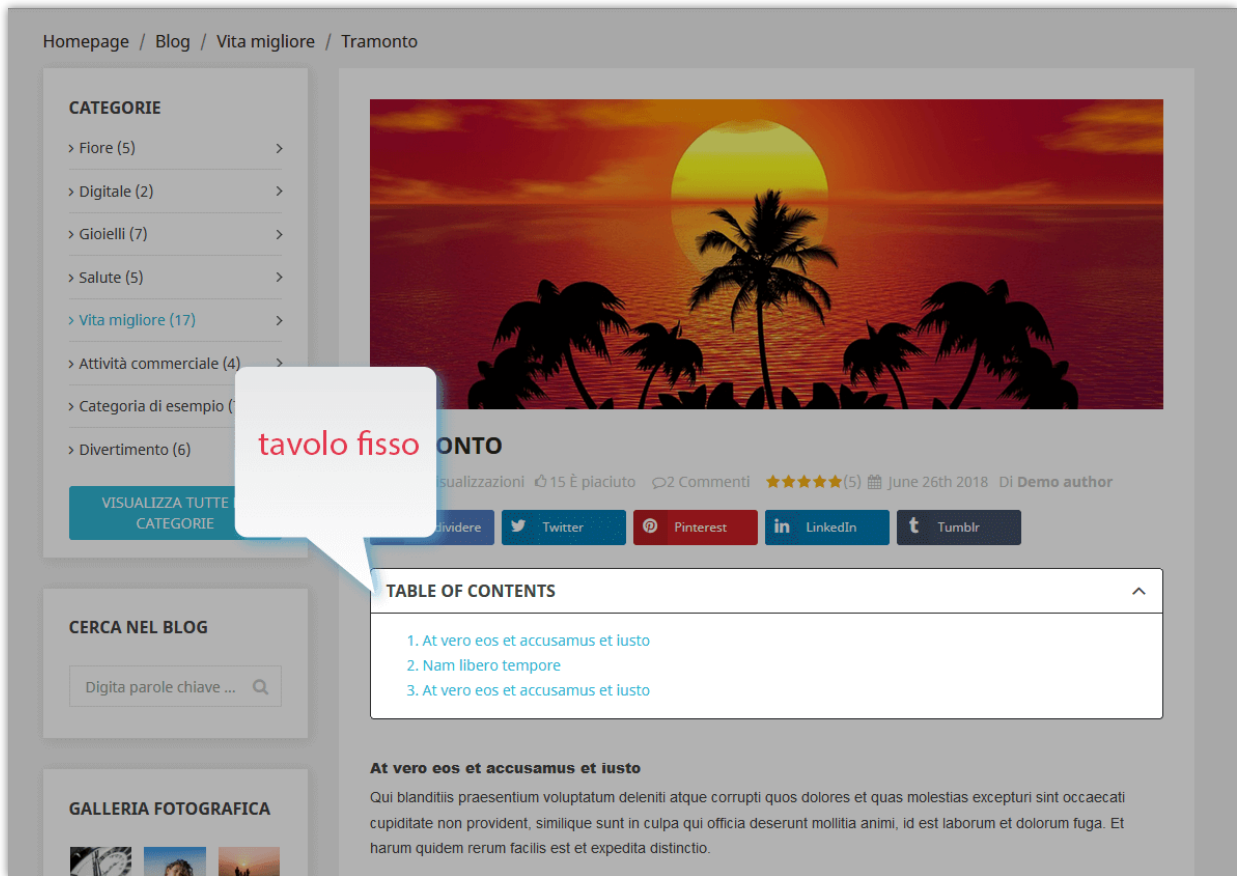 Homepage / Blog / Vita migliore / Tramonto
CATEGORIE
Fiore (5)
Digitale (2)
Gioielli (7)
Salute (5)
Vita migliore (17)
Attività commerciale (4)
Categoria di esempio
Divertimento (6)
VISUALIZZA TUTTE
CATEGORIE
CERCA NEL BLOG
Digita parole chiave ...
GALLERIA FOTOGRAFICA
tavolo fisso
15 È piaciuto 2 Commenti (5) June 26th 2018 Di Demo author
Twitter Pinterest LinkedIn Tumblr
TABLE OF CONTENTS
1. At vero eos et accusamus et iusto
2. Nam libero tempore
3. At vero eos et accusamus et iusto
At vero eos et accusamus et iusto
Qui blanditiis praesentium voluptatum deleniti atque corrupti quos dolores et quas molestias excepturi sint occaecati
cupiditate non provident, similique sunt in culpa qui officia deserunt mollitia animi, id est laborum et dolorum fuga. Et
harum quidem rerum facilis est et expedita distinctio.